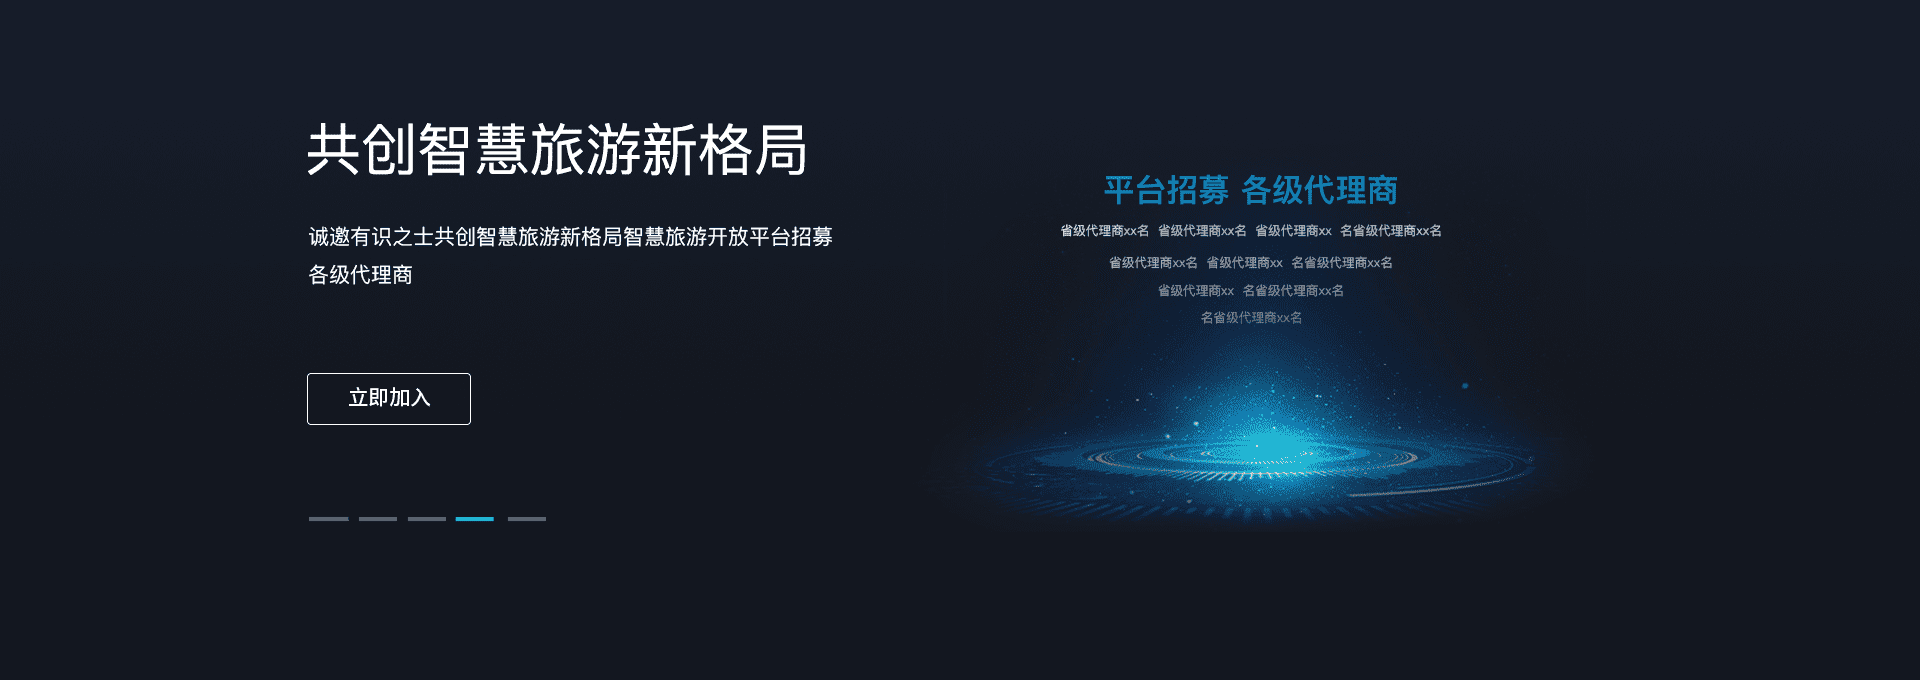 共创智慧旅游新格局
诚邀有识之士共创智慧旅游新格局智慧旅游开放平台招募
各级代理商
立即加入
平台招募 各级代理商
省级代理商xx名 省级代理商xx名 省级代理商xx 名省级代理商xx名
省级代理商xx名 省级代理商xx 名省级代理商xx名
省级代理商xx 名省级代理商xx名
名省级代理商xx名